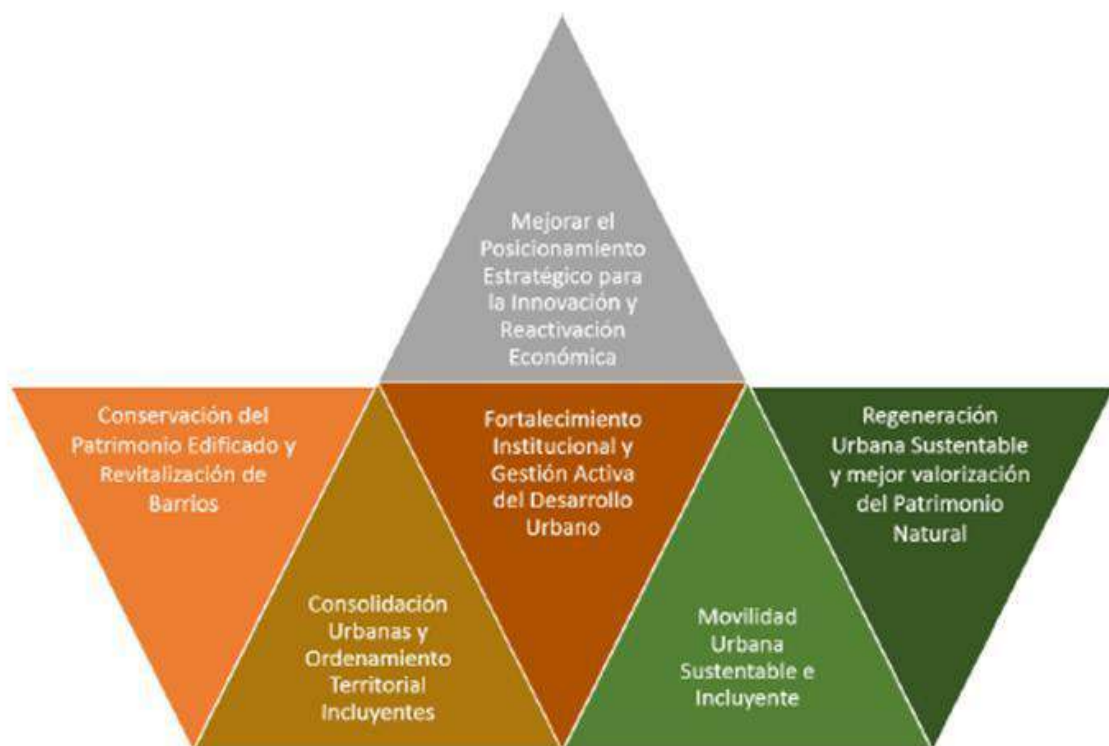 Mejorar el
Posicionamiento
Estratégico para
la Innovación y
Reactivación
Económica
Conservación del
Patrimonio Edificado y
Revitalización de
Barrios
Fortalecimiento
Institucional y
Gestión Activa
del Desarrollo
Urbano
Regeneración
Urbana Sustentable
y mejor valorización
del Patrimonio
Natural
Consolidación
Urbanas y
Ordenamiento
Territorial
Incluyentes
Movilidad
Urbana
Sustentable e
Incluyente